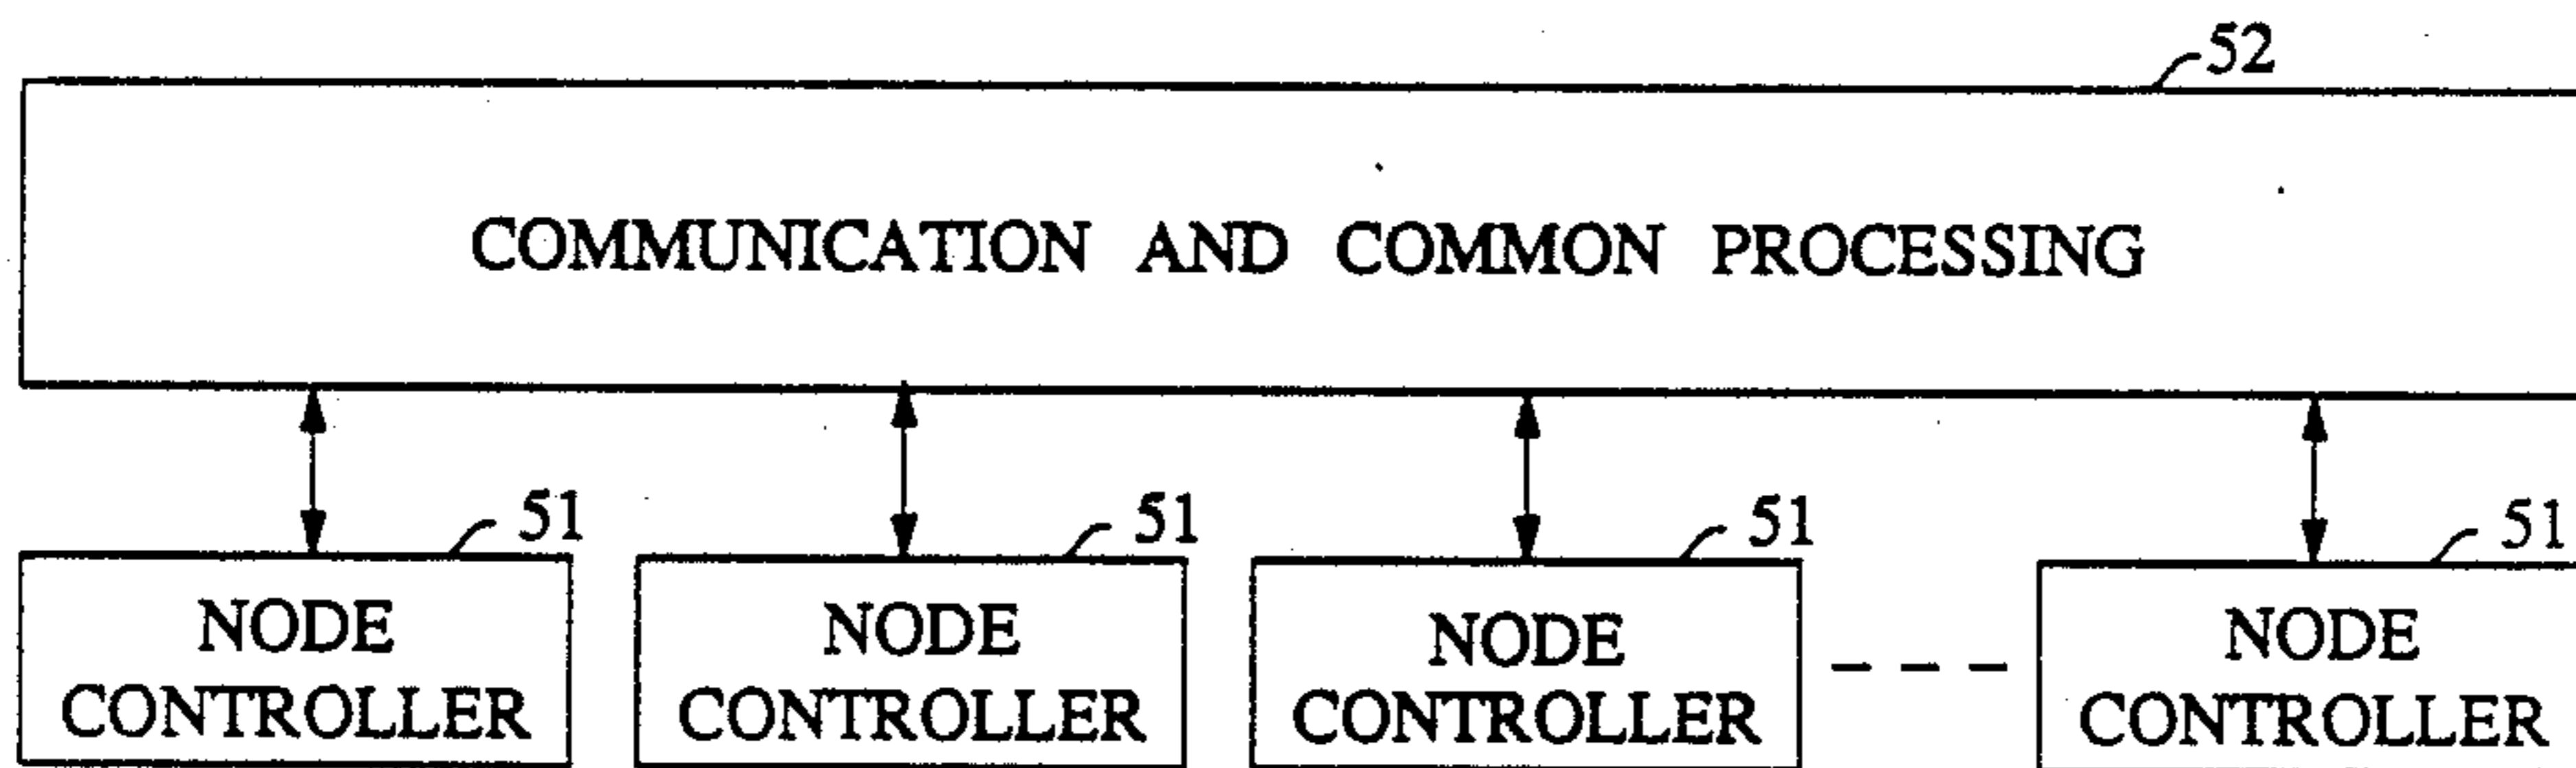 52
COMMUNICATION AND COMMON PROCESSING
51
51
51
51
NODE
CONTROLLER
NODE
CONTROLLER
NODE
CONTROLLER
NODE
CONTROLLER